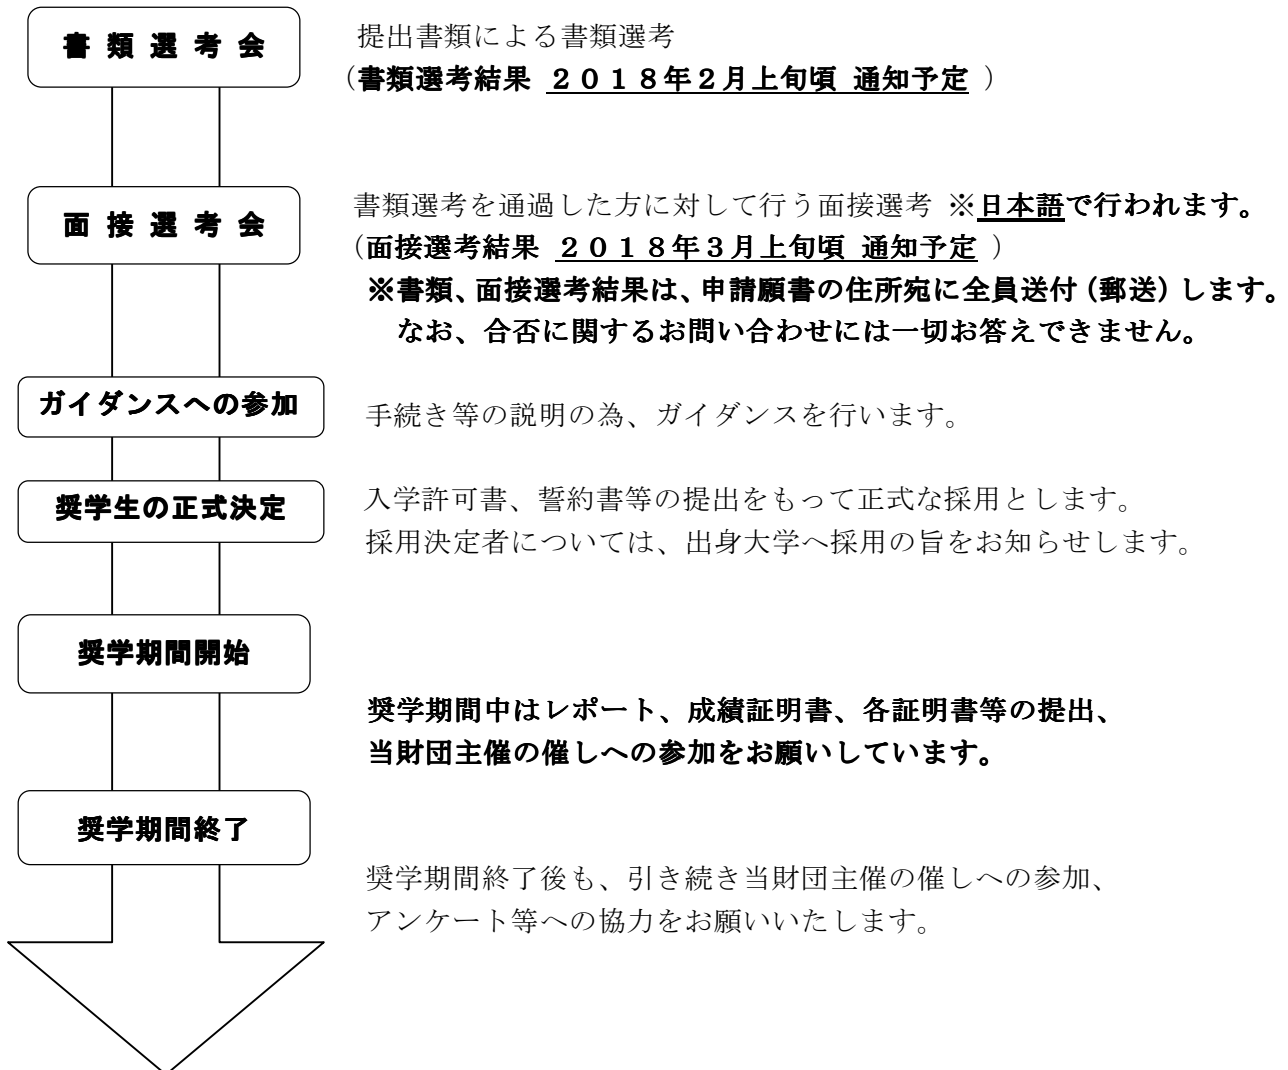 書 類 選 考 会
提出書類による書類選考
（書類選考結果 ２０１８年２月上旬頃 通知予定 ）
面 接 選 考 会
書類選考を通過した方に対して行う面接選考 ※日本語で行われます。
（面接選考結果 ２０１８年３月上旬頃 通知予定 ）
※書類、面接選考結果は、申請願書の住所宛に全員送付（郵送）します。
なお、合否に関するお問い合わせには一切お答えできません。
ガイダンスへの参加
手続き等の説明の為、ガイダンスを行います。
奨学生の正式決定
入学許可書、誓約書等の提出をもって正式な採用とします。
採用決定者については、出身大学へ採用の旨をお知らせします。
奨学期間開始
奨学期間中はレポート、成績証明書、各証明書等の提出、
当財団主催の催しへの参加をお願いしています。
奨学期間終了
奨学期間終了後も、引き続き当財団主催の催しへの参加、
アンケート等への協力をお願いいたします。